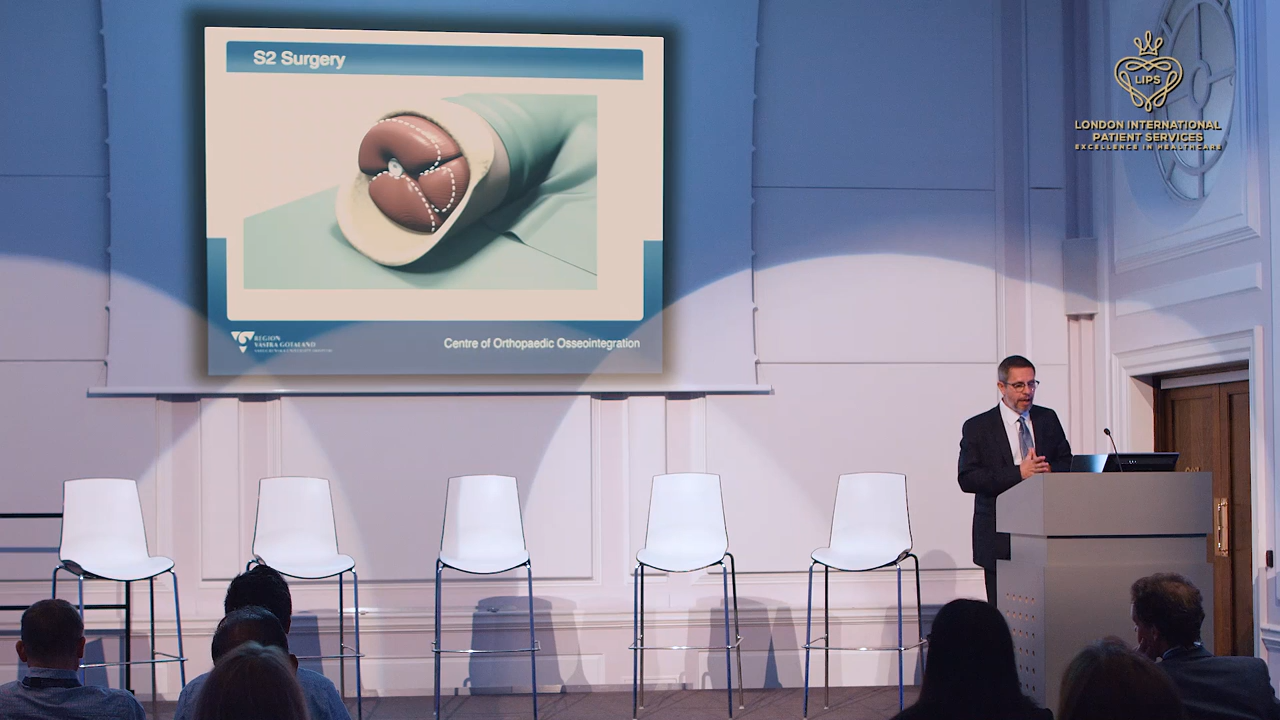 S2 Surgery
LIPS
LONDON INTERNATIONAL
PATIENT SERVICES
EXCELLENCE IN HEALTHCARE
REGION
VÄSTRA GÖTALAND
Centre of Orthopaedic Osseointegration